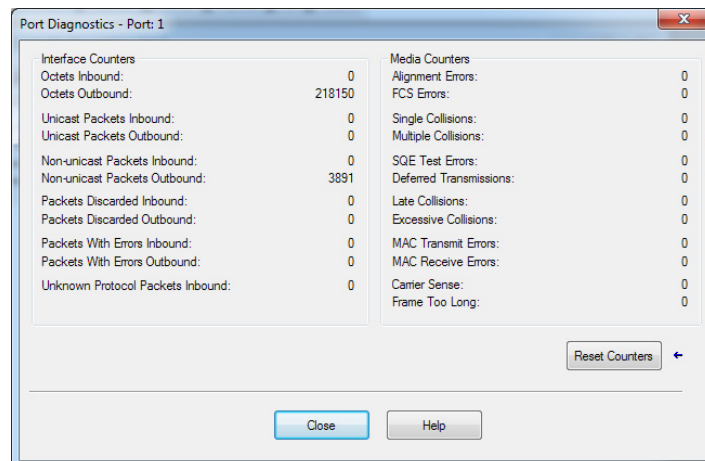 Port Diagnostics - Port: 1
Interface Counters
Octets Inbound: 0
Octets Outbound: 218150
Unicast Packets Inbound: 0
Unicast Packets Outbound: 0
Non-unicast Packets Inbound: 0
Non-unicast Packets Outbound: 3891
Packets Discarded Inbound: 0
Packets Discarded Outbound: 0
Packets With Errors Inbound: 0
Packets With Errors Outbound: 0
Unknown Protocol Packets Inbound: 0
Media Counters
Alignment Errors: 0
FCS Errors: 0
Single Collisions: 0
Multiple Collisions: 0
SQE Test Errors: 0
Deferred Transmissions: 0
Late Collisions: 0
Excessive Collisions: 0
MAC Transmit Errors: 0
MAC Receive Errors: 0
Carrier Sense: 0
Frame Too Long: 0
Reset Counters
Close
Help